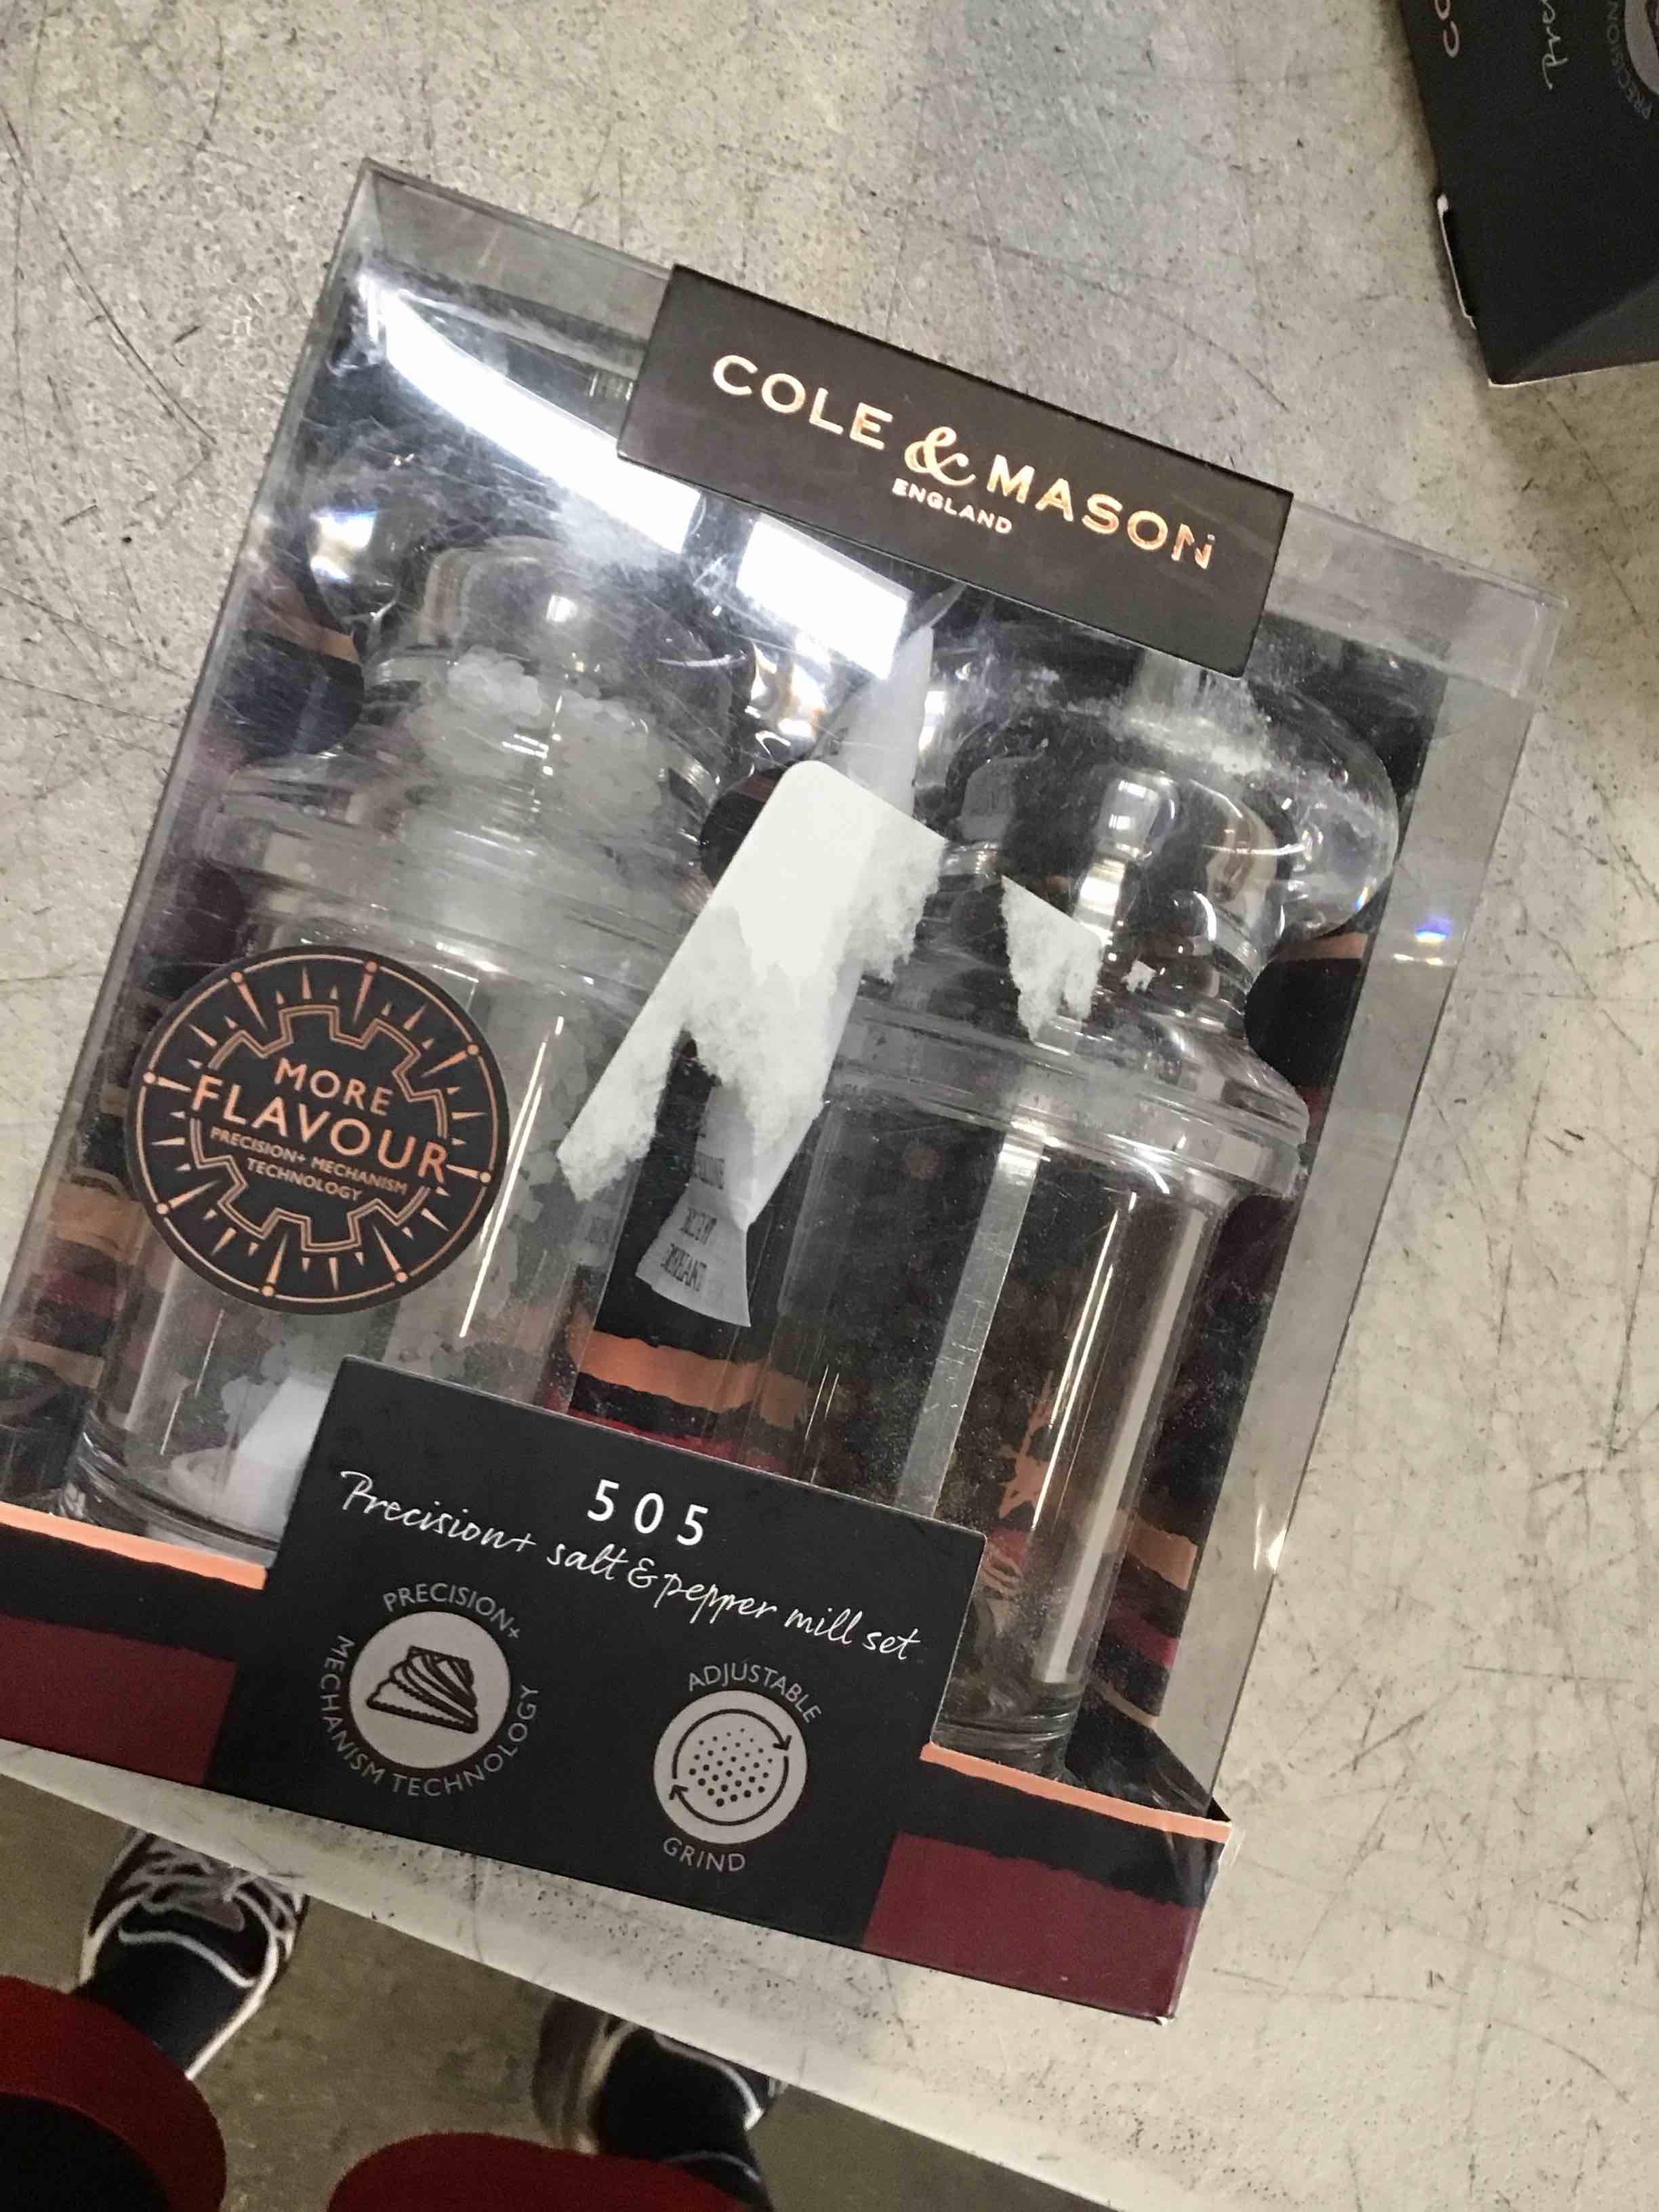 COLE & MASON
ENGLAND
MORE
FLAVOUR
PRECISION+ MECHANISM
TECHNOLOGY
505
Precision+ salt & pepper mill set
PRECISION+
MECHANISM TECHNOLOGY
ADJUSTABLE
GRIND